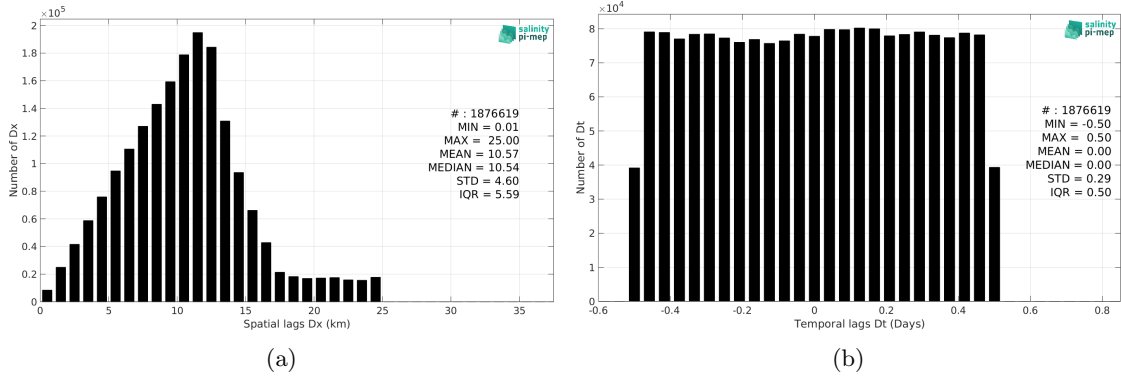 ×10^5
2
1.8
1.6
1.4
1.2
1
0.8
0.6
0.4
0.2
0
Number of Dx
salinity
pi-mep
# : 1876619
MIN = 0.01
MAX = 25.00
MEAN = 10.57
MEDIAN = 10.54
STD = 4.60
IQR = 5.59
0 5 10 15 20 25 30 35
Spatial lags Dx (km)
(a)
×10^4
8
7
6
5
4
3
2
1
0
Number of Dt
salinity
pi-mep
# : 1876619
MIN = -0.50
MAX = 0.50
MEAN = 0.00
MEDIAN = 0.00
STD = 0.29
IQR = 0.50
-0.6 -0.4 -0.2 0 0.2 0.4 0.6 0.8
Temporal lags Dt (Days)
(b)